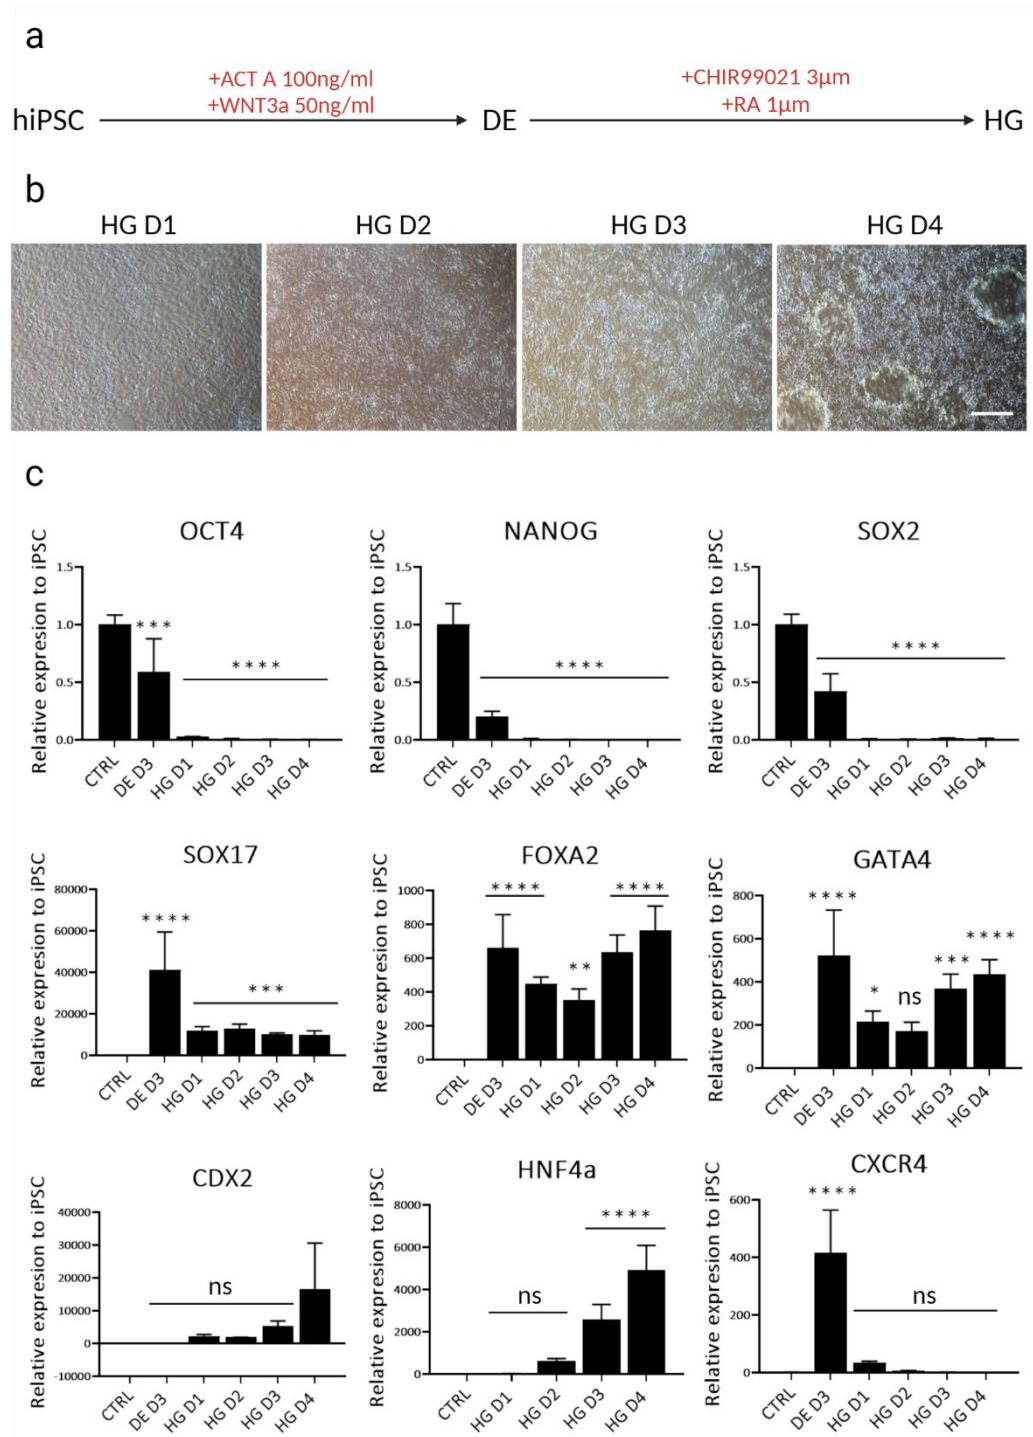 a
+ACT A 100ng/ml
+WNT3a 50ng/ml
+CHIR99021 3µm
+RA 1µm
hiPSC
DE
HG
b
HG D1
HG D2
HG D3
HG D4
c
OCT4
Relative expresion to iPSC
1.5
1.0
0.5
0.0
***
****
CTRL
DE D3
HG D1
HG D2
HG D3
HG D4
NANOG
Relative expresion to iPSC
1.5
1.0
0.5
0.0
****
CTRL
DE D3
HG D1
HG D2
HG D3
HG D4
SOX2
Relative expresion to iPSC
1.5
1.0
0.5
0.0
****
CTRL
DE D3
HG D1
HG D2
HG D3
HG D4
SOX17
Relative expresion to iPSC
80000
60000
40000
20000
0
****
***
CTRL
DE D3
HG D1
HG D2
HG D3
HG D4
FOXA2
Relative expresion to iPSC
1000
800
600
400
200
0
****
**
****
CTRL
DE D3
HG D1
HG D2
HG D3
HG D4
GATA4
Relative expresion to iPSC
800
600
400
200
0
****
*
ns
***
****
CTRL
DE D3
HG D1
HG D2
HG D3
HG D4
CDX2
Relative expresion to iPSC
40000
30000
20000
10000
0
-10000
ns
CTRL
DE D3
HG D1
HG D2
HG D3
HG D4
HNF4a
Relative expresion to iPSC
8000
6000
4000
2000
0
ns
****
CTRL
HG D1
HG D2
HG D3
HG D4
CXCR4
Relative expresion to iPSC
600
400
200
0
****
ns
CTRL
DE D3
HG D1
HG D2
HG D3
HG D4